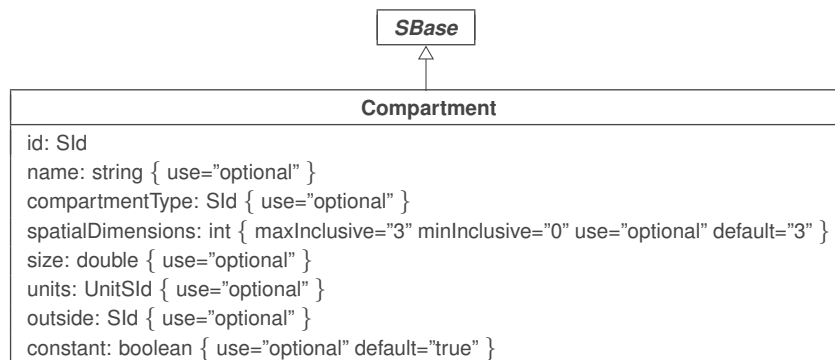 SBase
Compartment
id: SId
name: string { use=”optional” }
compartmentType: SId { use=”optional” }
spatialDimensions: int { maxInclusive=”3” minInclusive=”0” use=”optional” default=”3” }
size: double { use=”optional” }
units: UnitSId { use=”optional” }
outside: SId { use=”optional” }
constant: boolean { use=”optional” default=”true” }